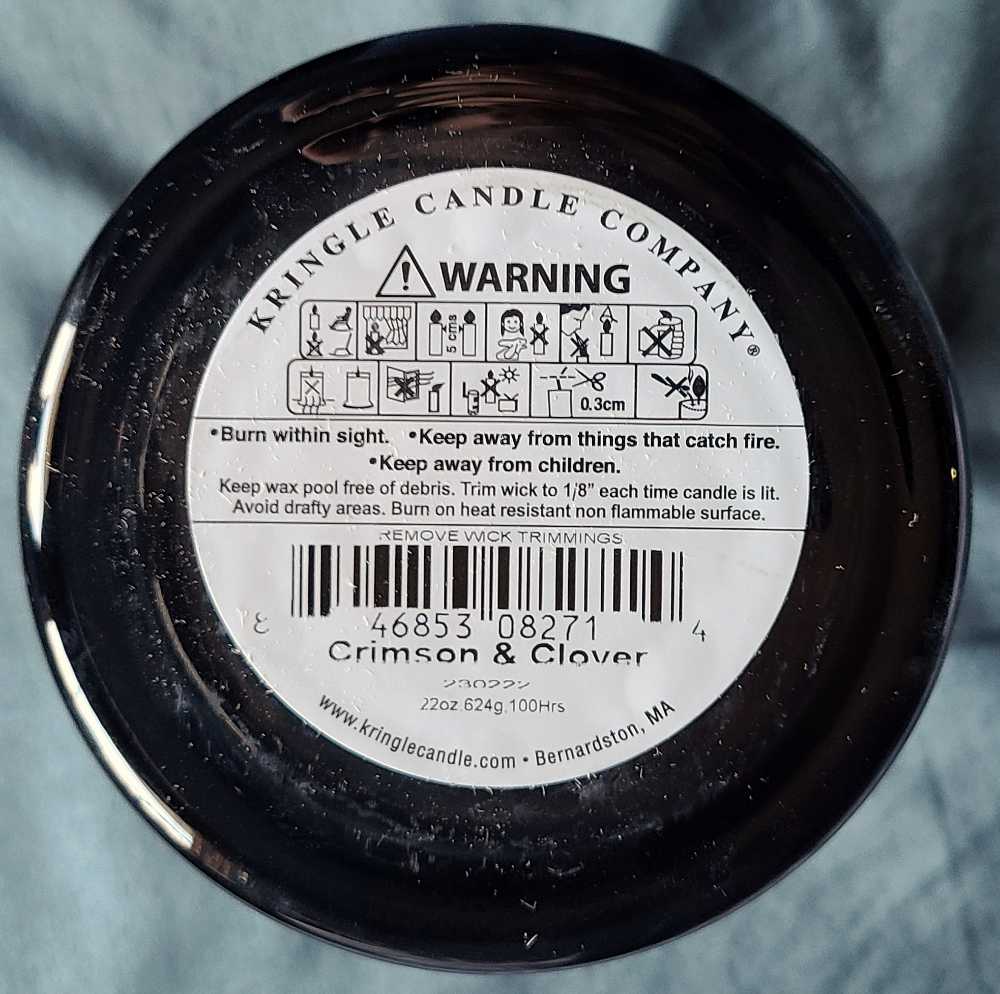 KRINGLE CANDLE COMPANY®
WARNING
5 cms
0.3cm
•Burn within sight. •Keep away from things that catch fire.
•Keep away from children.
Keep wax pool free of debris. Trim wick to 1/8” each time candle is lit.
Avoid drafty areas. Burn on heat resistant non flammable surface.
REMOVE WICK TRIMMINGS
8 46853 08271 4
Crimson & Clover
230222
22oz.624g.100Hrs
www.kringlecandle.com • Bernardston, MA